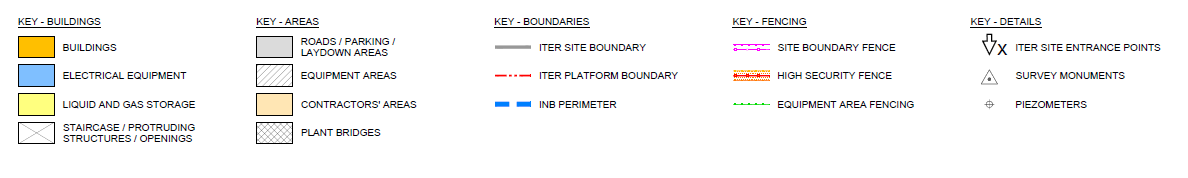 KEY - BUILDINGS
BUILDINGS
ELECTRICAL EQUIPMENT
LIQUID AND GAS STORAGE
STAIRCASE / PROTRUDING
STRUCTURES / OPENINGS
KEY - AREAS
ROADS / PARKING /
LAYDOWN AREAS
EQUIPMENT AREAS
CONTRACTORS' AREAS
PLANT BRIDGES
KEY - BOUNDARIES
ITER SITE BOUNDARY
ITER PLATFORM BOUNDARY
INB PERIMETER
KEY - FENCING
SITE BOUNDARY FENCE
HIGH SECURITY FENCE
EQUIPMENT AREA FENCING
KEY - DETAILS
X ITER SITE ENTRANCE POINTS
SURVEY MONUMENTS
PIEZOMETERS